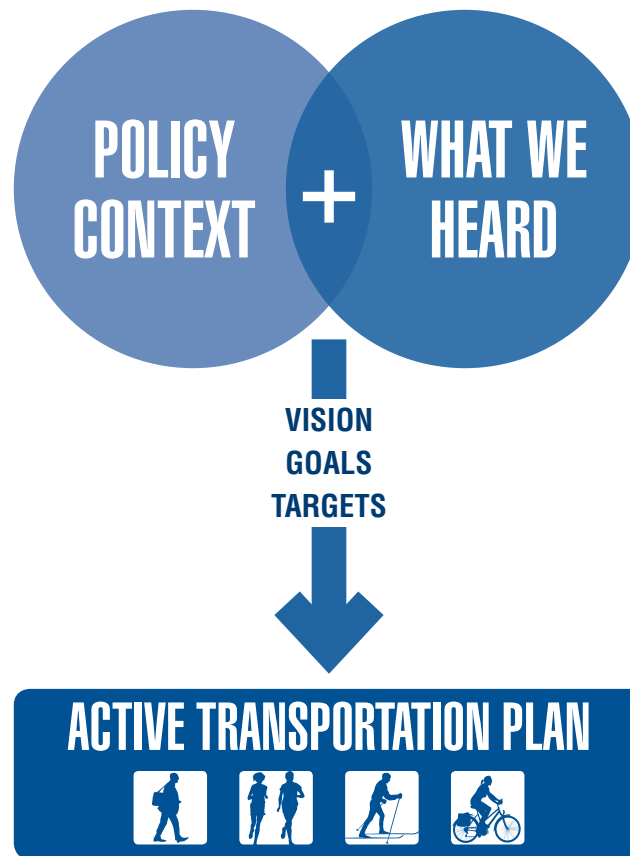 POLICY
CONTEXT
+
WHAT WE
HEARD
VISION
GOALS
TARGETS
ACTIVE TRANSPORTATION PLAN